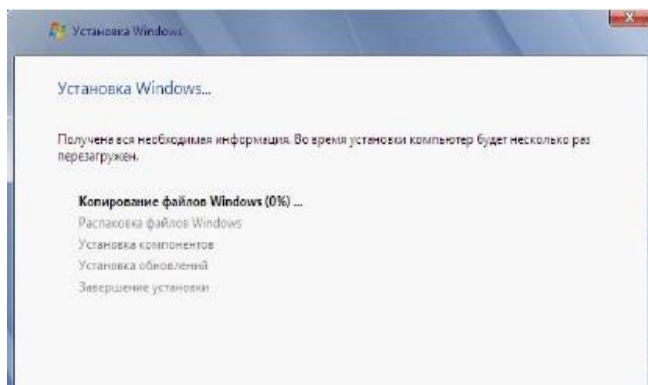 Установка Windows
Установка Windows...
Получена вся необходимая информация. Во время установки компьютер будет несколько раз
перезагружен.
Копирование файлов Windows (0%) ...
Распаковка файлов Windows
Установка компонентов
Установка обновлений
Завершение установки